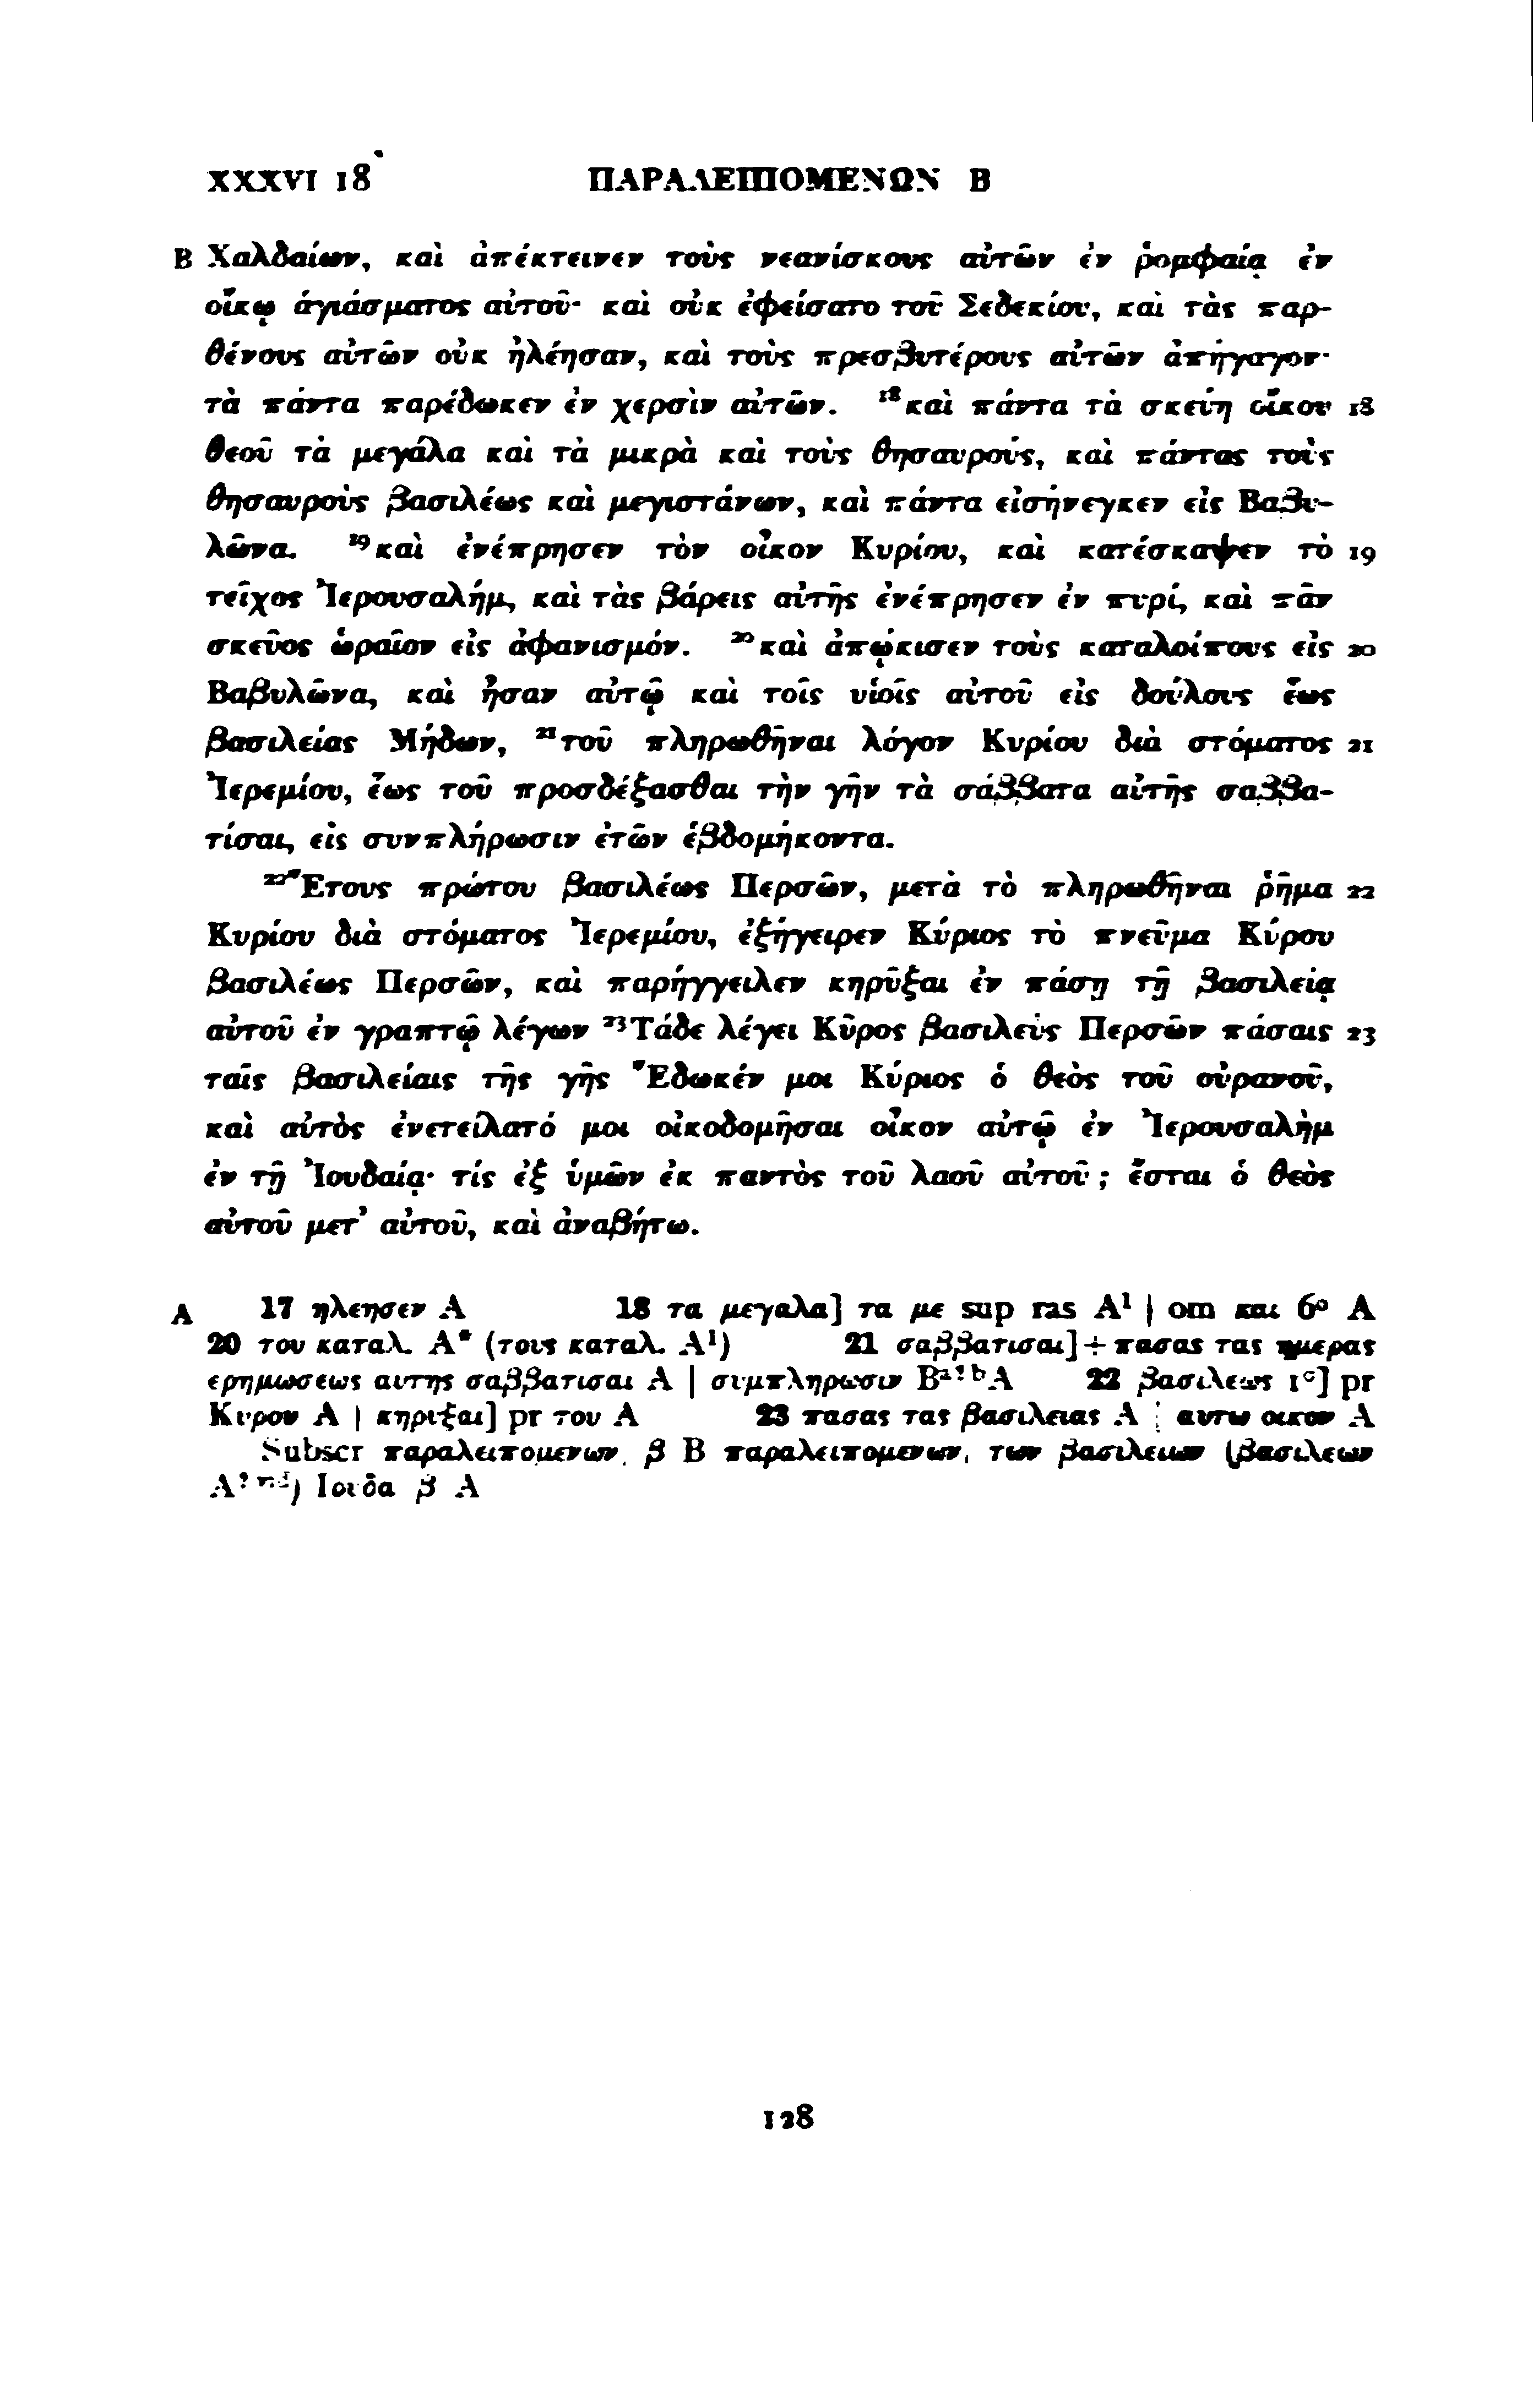 XXXVI 18 ΠΑΡΑΛΕΙΠΟΜΕΝΩΝ Β
B Χαλδαίων, καὶ ἀπέκτεινεν τοὺς νεανίσκους αὐτῶν ἐν ῥομφαίᾳ ἐν
οἴκῳ ἁγιάσματος αὐτοῦ· καὶ οὐκ ἐφείσατο τοῦ Σεδεκίου, καὶ τὰς παρ-
θένους αὐτῶν οὐκ ἠλέησαν, καὶ τοὺς πρεσβυτέρους αὐτῶν ἀπήγαγον·
τὰ πάντα παρέδωκεν ἐν χερσὶν αὐτῶν. ¹⁸καὶ πάντα τὰ σκεύη οἴκου 18
θεοῦ τὰ μεγάλα καὶ τὰ μικρὰ καὶ τοὺς θησαυρούς, καὶ πάντας τοὺς
θησαυροὺς βασιλέως καὶ μεγιστάνων, καὶ πάντα εἰσήνεγκεν εἰς Βαβυ-
λῶνα. ¹⁹καὶ ἐνέπρησεν τὸν οἶκον Κυρίου, καὶ κατέσκαψεν τὸ 19
τεῖχος Ἰερουσαλήμ, καὶ τὰς βάρεις αὐτῆς ἐνέπρησεν ἐν πυρί, καὶ πᾶν
σκεῦος ὡραῖον εἰς ἀφανισμόν. ²⁰καὶ ἀπῴκισεν τοὺς καταλοίπους εἰς 20
Βαβυλῶνα, καὶ ἦσαν αὐτῷ καὶ τοῖς υἱοῖς αὐτοῦ εἰς δούλους ἕως
βασιλείας Μήδων, ²¹τοῦ πληρωθῆναι λόγον Κυρίου διὰ στόματος 21
Ἰερεμίου, ἕως τοῦ προσδέξασθαι τὴν γῆν τὰ σάββατα αὐτῆς σαββα-
τίσαι, εἰς συνπλήρωσιν ἐτῶν ἑβδομήκοντα.
²²Ἔτους πρώτου βασιλέως Περσῶν, μετὰ τὸ πληρωθῆναι ῥῆμα 22
Κυρίου διὰ στόματος Ἰερεμίου, ἐξήγειρεν Κύριος τὸ πνεῦμα Κύρου
βασιλέως Περσῶν, καὶ παρήγγειλεν κηρῦξαι ἐν πάσῃ τῇ βασιλείᾳ
αὐτοῦ ἐν γραπτῷ λέγων ²³Τάδε λέγει Κῦρος βασιλεὺς Περσῶν πάσαις 23
ταῖς βασιλείαις τῆς γῆς Ἔδωκέν μοι Κύριος ὁ θεὸς τοῦ οὐρανοῦ,
καὶ αὐτὸς ἐνετείλατό μοι οἰκοδομῆσαι οἶκον αὐτῷ ἐν Ἰερουσαλὴμ
ἐν τῇ Ἰουδαίᾳ· τίς ἐξ ὑμῶν ἐκ παντὸς τοῦ λαοῦ αὐτοῦ; ἔσται ὁ θεὸς
αὐτοῦ μετ᾽ αὐτοῦ, καὶ ἀναβήτω.
A 17 ηλεησεν A 18 τα μεγαλα] τα με sup ras A¹ | om και 6º A
20 του καταλ. A* (τους καταλ. A¹) 21 σαββατισαι] + πασας τας ημερας
ερημωσεως αυτης σαββατισαι A | συμπληρωσιν Bᵃ?ᵇA 22 βασιλεως 1º] pr
Κυρου A | κηρυξαι] pr του A 23 πασας τας βασιλειας A | αυτω οικον A
Subscr παραλειπομενων. β B παραλειπομενων, των βασιλειων (βασιλεων
A? ᵛⁱᵈ) Ιουδα β A
128